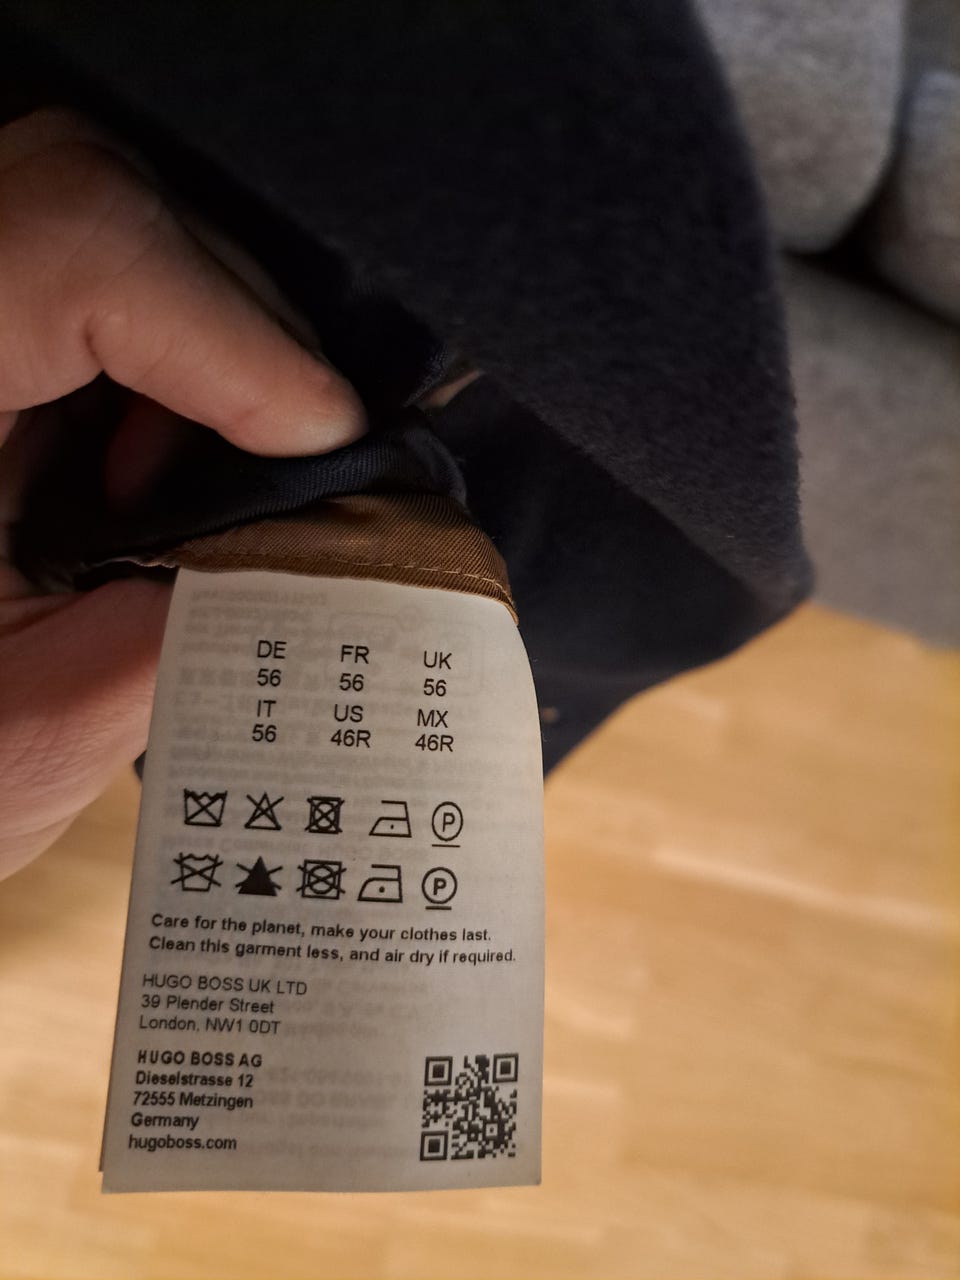 DE FR UK
56 56 56
IT US MX
56 46R 46R
P
P
Care for the planet, make your clothes last.
Clean this garment less, and air dry if required.
HUGO BOSS UK LTD
39 Plender Street
London, NW1 0DT
HUGO BOSS AG
Dieselstrasse 12
72555 Metzingen
Germany
hugoboss.com